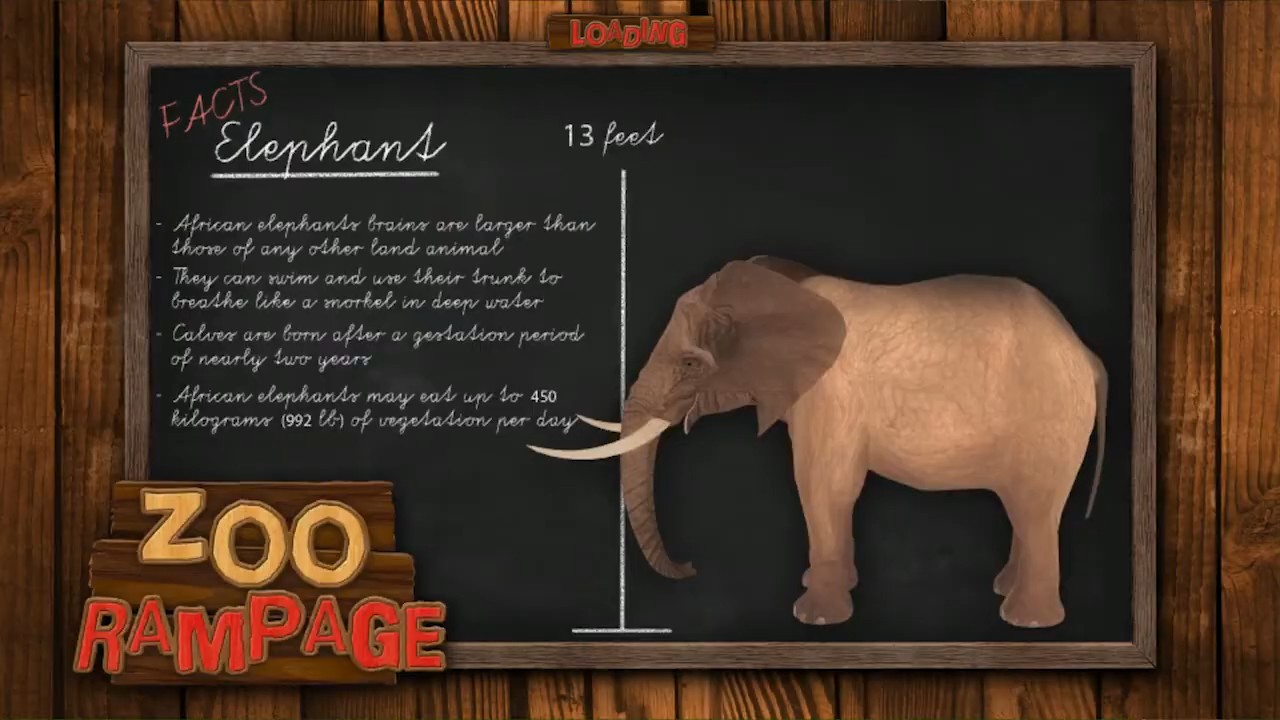 LOADING
FACTS
Elephant
13 feet
- African elephants brains are larger than
those of any other land animal
- They can swim and use their trunk to
breathe like a snorkel in deep water
- Calves are born after a gestation period
of nearly two years
- African elephants may eat up to 450
kilograms (992 lb) of vegetation per day
ZOO
RAMPAGE